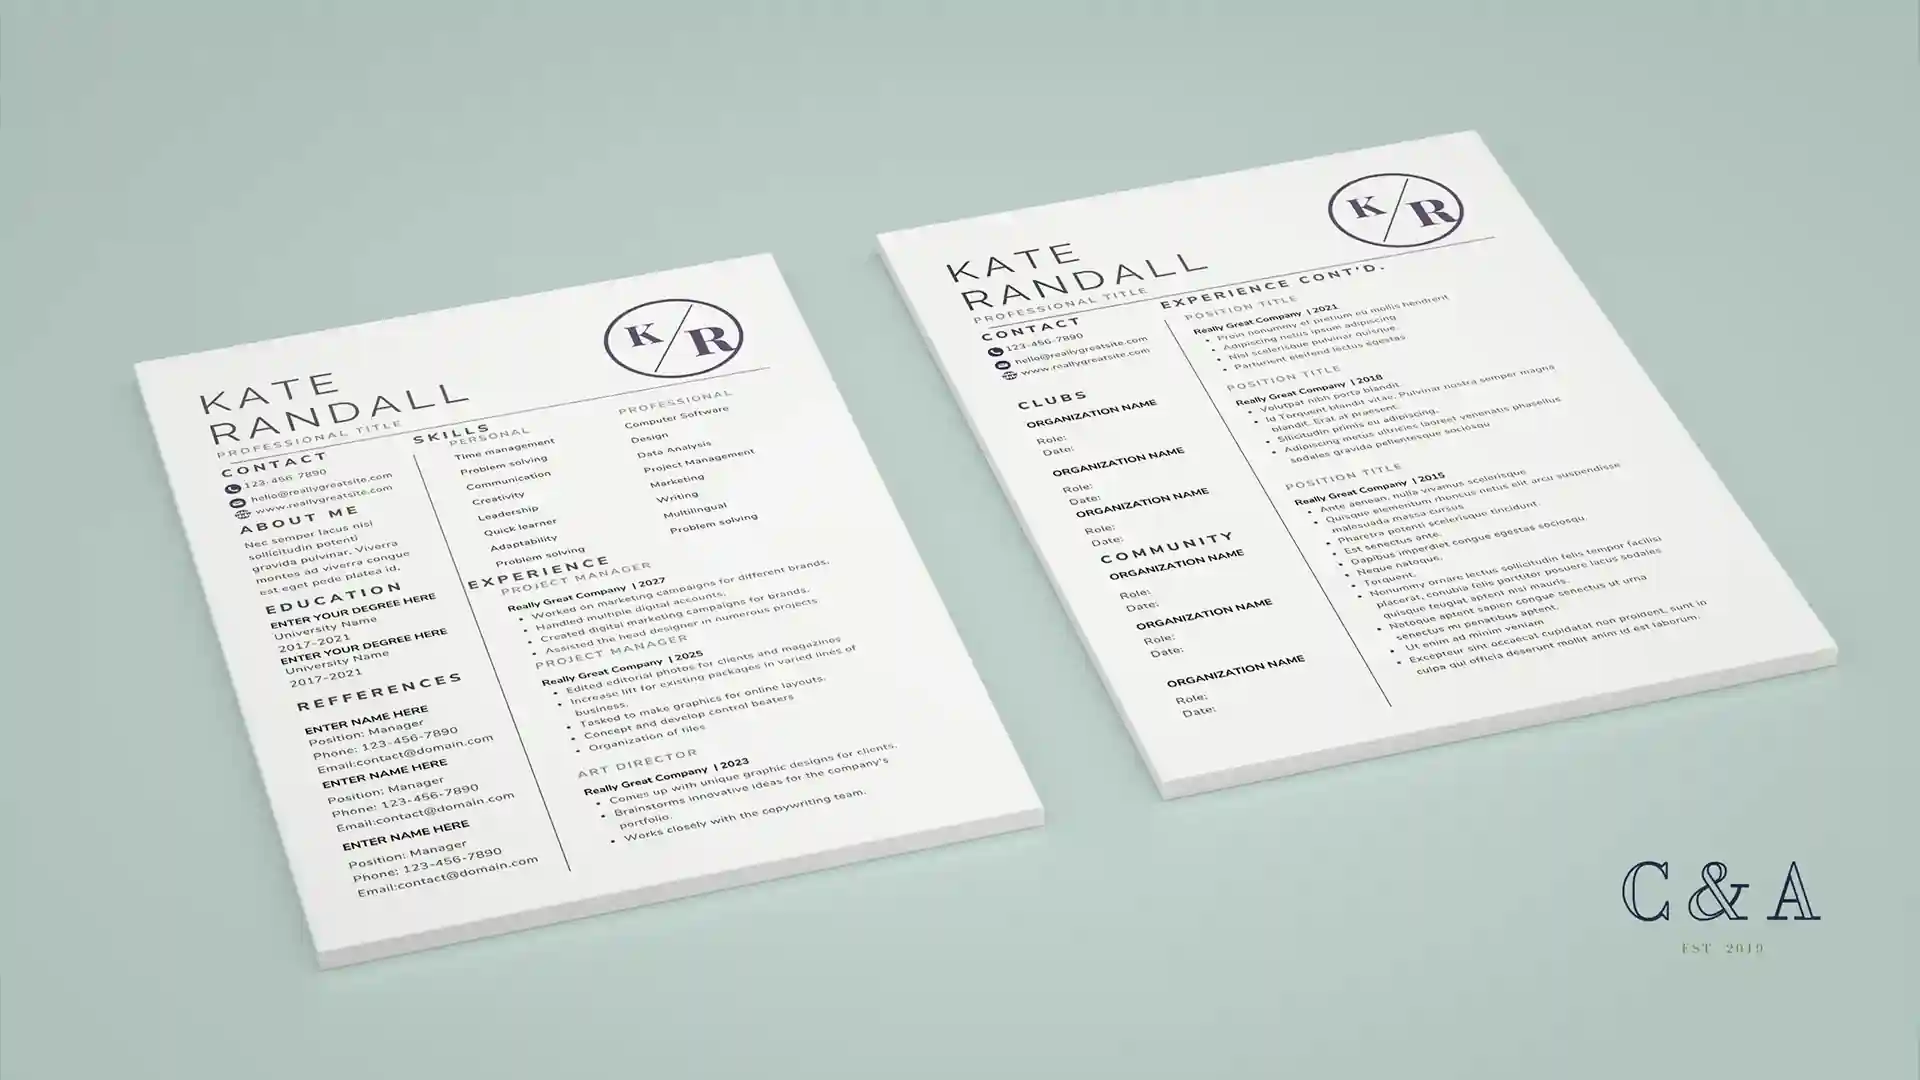 KATE
RANDALL
PROFESSIONAL TITLE
K/R
CONTACT
123-456-7890
hello@reallygreatsite.com
www.reallygreatsite.com
ABOUT ME
Nec semper lacus nisl
sollicitudin potenti
gravida pulvinar. Viverra
montes ad viverra congue
est eget pede platea id,
EDUCATION
ENTER YOUR DEGREE HERE
University Name
2017-2021
ENTER YOUR DEGREE HERE
University Name
2017-2021
REFFERENCES
ENTER NAME HERE
Position: Manager
Phone: 123-456-7890
Email:contact@domain.com
ENTER NAME HERE
Position: Manager
Phone: 123-456-7890
Email:contact@domain.com
ENTER NAME HERE
Position: Manager
Phone: 123-456-7890
Email:contact@domain.com
SKILLS
PERSONAL
Time management
Problem solving
Communication
Creativity
Leadership
Quick learner
Adaptability
Problem solving
PROFESSIONAL
Computer Software
Design
Data Analysis
Project Management
Marketing
Writing
Multilingual
Problem solving
EXPERIENCE
PROJECT MANAGER
Really Great Company | 2027
• Worked on marketing campaigns for different brands.
• Handled multiple digital accounts.
• Created digital marketing campaigns for brands.
• Assisted the head designer in numerous projects
PROJECT MANAGER
Really Great Company | 2025
• Edited editorial photos for clients and magazines
• Increase lift for existing packages in varied lines of
business.
• Tasked to make graphics for online layouts.
• Concept and develop control beaters
• Organization of files
ART DIRECTOR
Really Great Company | 2023
• Comes up with unique graphic designs for clients.
• Brainstorms innovative ideas for the company's
portfolio.
• Works closely with the copywriting team.
KATE
RANDALL
PROFESSIONAL TITLE
K/R
CONTACT
123-456-7890
hello@reallygreatsite.com
www.reallygreatsite.com
CLUBS
ORGANIZATION NAME
Role:
Date:
ORGANIZATION NAME
Role:
Date:
ORGANIZATION NAME
Role:
Date:
COMMUNITY
ORGANIZATION NAME
Role:
Date:
ORGANIZATION NAME
Role:
Date:
ORGANIZATION NAME
Role:
Date:
EXPERIENCE CONT'D.
POSITION TITLE
Really Great Company | 2021
• Proin nonummy et pretium eu mollis hendrerit
• Adipiscing netus ipsum adipiscing
• Nisl scelerisque pulvinar quisque.
• Parturient eleifend lectus egestas
POSITION TITLE
Really Great Company | 2018
• Volutpat nibh porta blandit.
• Id Torquent blandit vitae. Pulvinar nostra semper magna
blandit. Erat at praesent.
• Sllicitudin primis eu adipiscing.
• Adipiscing metus ultricies laoreet venenatis phasellus
sodales gravida pellentesque sociosqu
POSITION TITLE
Really Great Company | 2015
• Ante aenean, nulla vivamus scelerisque
• Quisque elementum rhoncus netus elit arcu suspendisse
malesuada massa cursus
• Pharetra potenti scelerisque tincidunt.
• Est senectus ante.
• Dapibus imperdiet congue egestas sociosqu.
• Neque natoque.
• Torquent.
• Nonummy ornare lectus sollicitudin felis tempor facilisi
placerat, conubia felis porttitor posuere lacus sodales
quisque feugiat aptent nisi mauris.
• Natoque aptent sapien congue senectus ut urna
senectus mi penatibus aptent.
• Ut enim ad minim veniam
• Excepteur sint occaecat cupidatat non proident, sunt in
culpa qui officia deserunt mollit anim id est laborum.
C & A
EST 2019